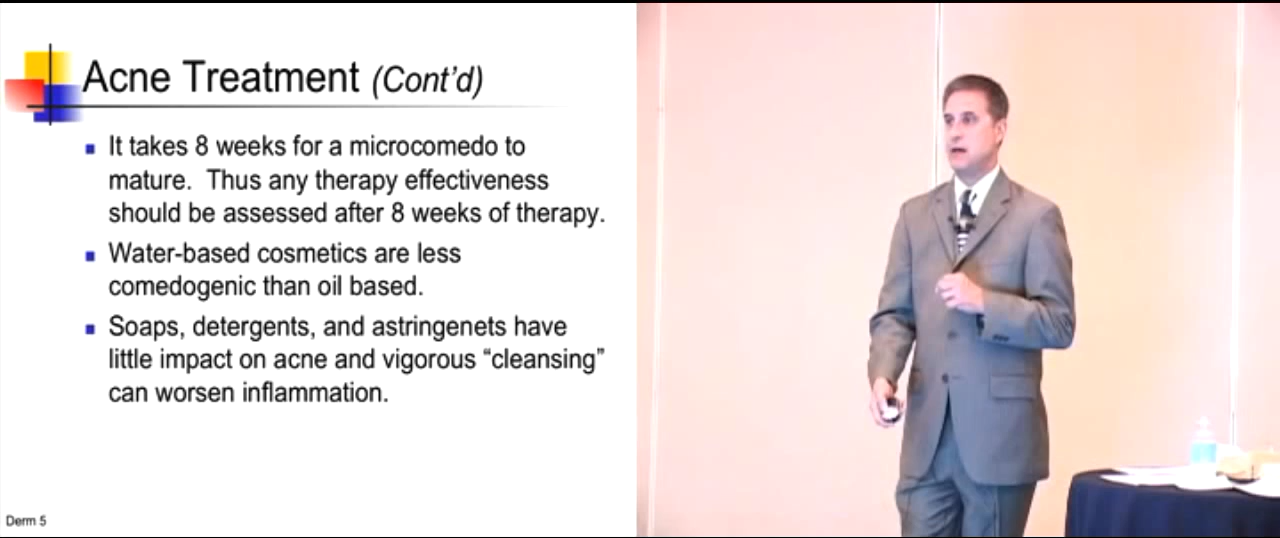 Acne Treatment (Cont’d)
It takes 8 weeks for a microcomedo to
mature.  Thus any therapy effectiveness
should be assessed after 8 weeks of therapy.
Water-based cosmetics are less
comedogenic than oil based.
Soaps, detergents, and astringenets have
little impact on acne and vigorous “cleansing”
can worsen inflammation.
Derm 5